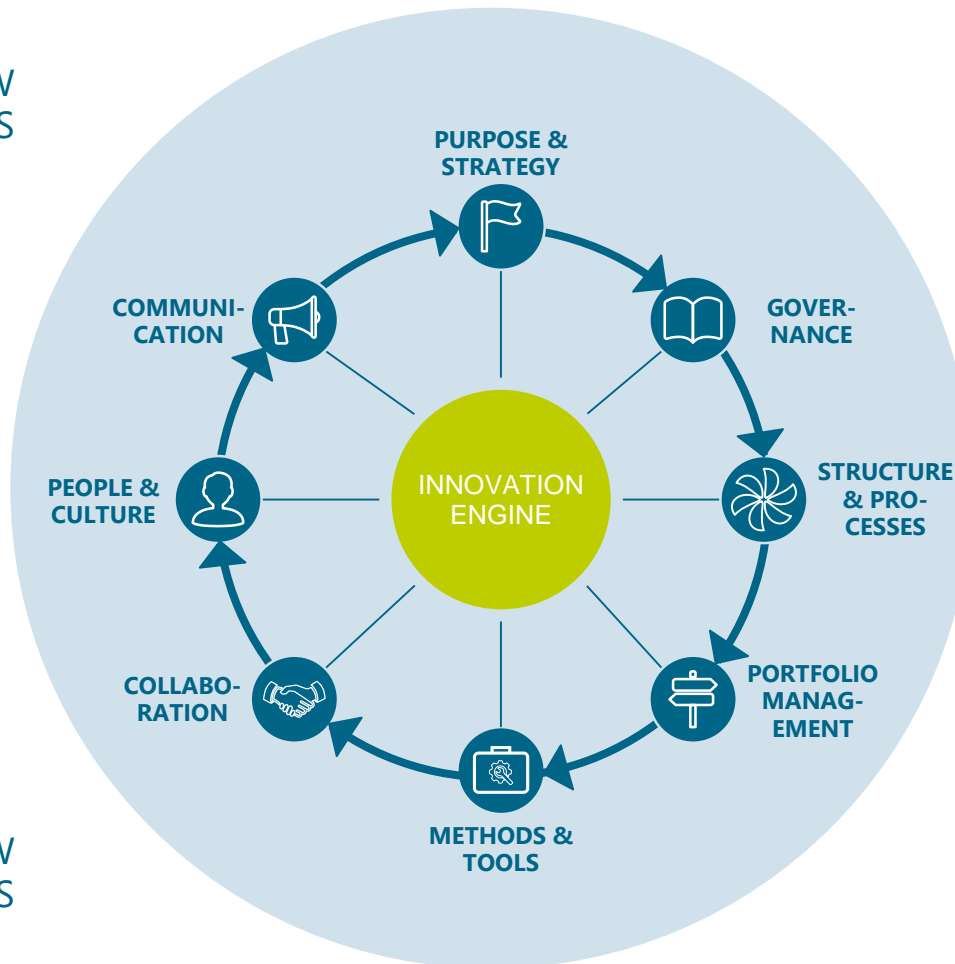 W
S
PURPOSE &
STRATEGY
COMMUNI-
CATION
GOVER-
NANCE
INNOVATION
ENGINE
PEOPLE &
CULTURE
STRUCTURE
& PRO-
CESSES
COLLABO-
RATION
PORTFOLIO
MANAG-
EMENT
METHODS &
TOOLS
W
S